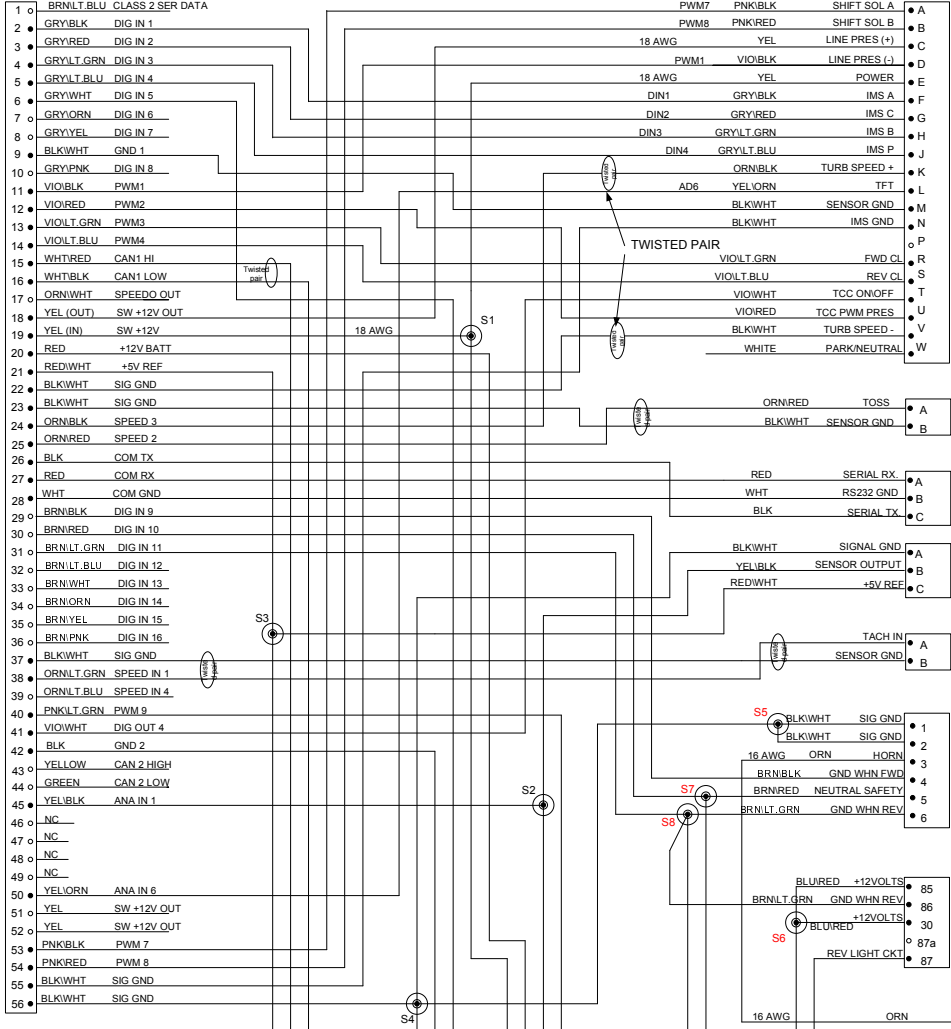 1 BRN\LT.BLU CLASS 2 SER DATA
2 GRY\BLK DIG IN 1
3 GRY\RED DIG IN 2
4 GRY\LT.GRN DIG IN 3
5 GRY\LT.BLU DIG IN 4
6 GRY\WHT DIG IN 5
7 GRY\ORN DIG IN 6
8 GRY\YEL DIG IN 7
9 BLK\WHT GND 1
10 GRY\PNK DIG IN 8
11 VIO\BLK PWM1
12 VIO\RED PWM2
13 VIO\LT.GRN PWM3
14 VIO\LT.BLU PWM4
15 WHT\RED CAN1 HI
16 WHT\BLK CAN1 LOW
17 ORN\WHT SPEEDO OUT
18 YEL (OUT) SW +12V OUT
19 YEL (IN) SW +12V
20 RED +12V BATT
21 RED\WHT +5V REF
22 BLK\WHT SIG GND
23 BLK\WHT SIG GND
24 ORN\BLK SPEED 3
25 ORN\RED SPEED 2
26 BLK COM TX
27 RED COM RX
28 WHT COM GND
29 BRN\BLK DIG IN 9
30 BRN\RED DIG IN 10
31 BRN\LT.GRN DIG IN 11
32 BRN\LT.BLU DIG IN 12
33 BRN\WHT DIG IN 13
34 BRN\ORN DIG IN 14
35 BRN\YEL DIG IN 15
36 BRN\PNK DIG IN 16
37 BLK\WHT SIG GND
38 ORN\LT.GRN SPEED IN 1
39 ORN\LT.BLU SPEED IN 4
40 PNK\LT.GRN PWM 9
41 VIO\WHT DIG OUT 4
42 BLK GND 2
43 YELLOW CAN 2 HIGH
44 GREEN CAN 2 LOW
45 YEL\BLK ANA IN 1
46 NC
47 NC
48 NC
49 NC
50 YEL\ORN ANA IN 6
51 YEL SW +12V OUT
52 YEL SW +12V OUT
53 PNK\BLK PWM 7
54 PNK\RED PWM 8
55 BLK\WHT SIG GND
56 BLK\WHT SIG GND
Twisted
pair
Twiste
d pair
S3
S4
18 AWG
S1
S2
PWM7 PNK\BLK SHIFT SOL A A
PWM8 PNK\RED SHIFT SOL B B
18 AWG YEL LINE PRES (+) C
PWM1 VIO\BLK LINE PRES (-) D
18 AWG YEL POWER E
DIN1 GRY\BLK IMS A F
DIN2 GRY\RED IMS C G
DIN3 GRY\LT.GRN IMS B H
DIN4 GRY\LT.BLU IMS P J
Twisted
pair
ORN\BLK TURB SPEED + K
AD6 YEL\ORN TFT L
BLK\WHT SENSOR GND M
BLK\WHT IMS GND N
P
TWISTED PAIR
VIO\LT.GRN FWD CL R
VIO\LT.BLU REV CL S
VIO\WHT TCC ON\OFF T
VIO\RED TCC PWM PRES U
Twisted
pair
BLK\WHT TURB SPEED - V
WHITE PARK/NEUTRAL W
Twiste
d pair
ORN\RED TOSS A
BLK\WHT SENSOR GND B
RED SERIAL RX. A
WHT RS232 GND B
BLK SERIAL TX. C
BLK\WHT SIGNAL GND A
YEL\BLK SENSOR OUTPUT B
RED\WHT +5V REF C
Twiste
d pair
TACH IN A
SENSOR GND B
S5
BLK\WHT SIG GND 1
BLK\WHT SIG GND 2
16 AWG ORN HORN 3
BRN\BLK GND WHN FWD 4
S7
BRN\RED NEUTRAL SAFETY 5
S8
BRN\LT.GRN GND WHN REV 6
BLU\RED +12VOLTS 85
BRN\LT.GRN GND WHN REV 86
+12VOLTS 30
BLU\RED
S6
87a
REV LIGHT CKT 87
16 AWG ORN